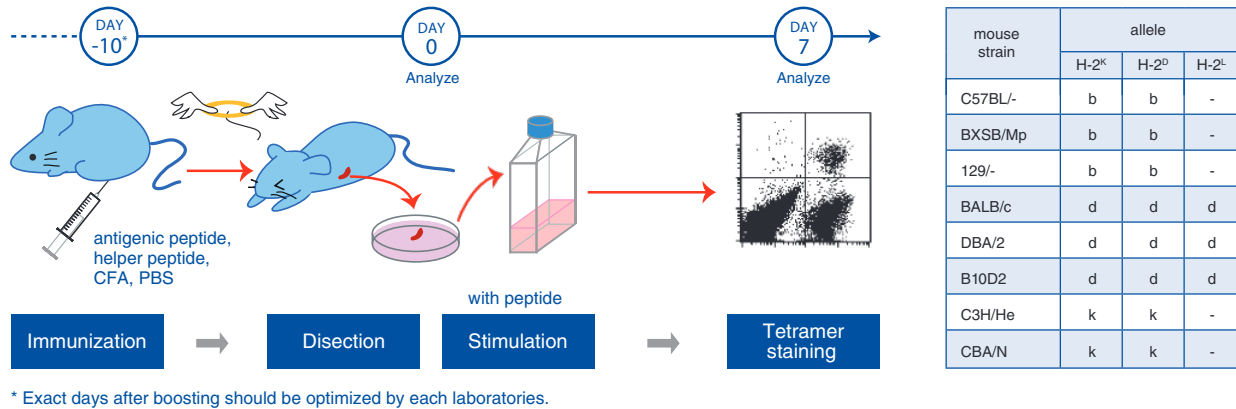 DAY
-10*
DAY
0
DAY
7
Analyze
Analyze
antigenic peptide,
helper peptide,
CFA, PBS
with peptide
Immunization
Disection
Stimulation
Tetramer
staining
* Exact days after boosting should be optimized by each laboratories.
mouse
strain
allele
H-2ᴷ H-2ᴰ H-2ᴸ
C57BL/- b b -
BXSB/Mp b b -
129/- b b -
BALB/c d d d
DBA/2 d d d
B10D2 d d d
C3H/He k k -
CBA/N k k -